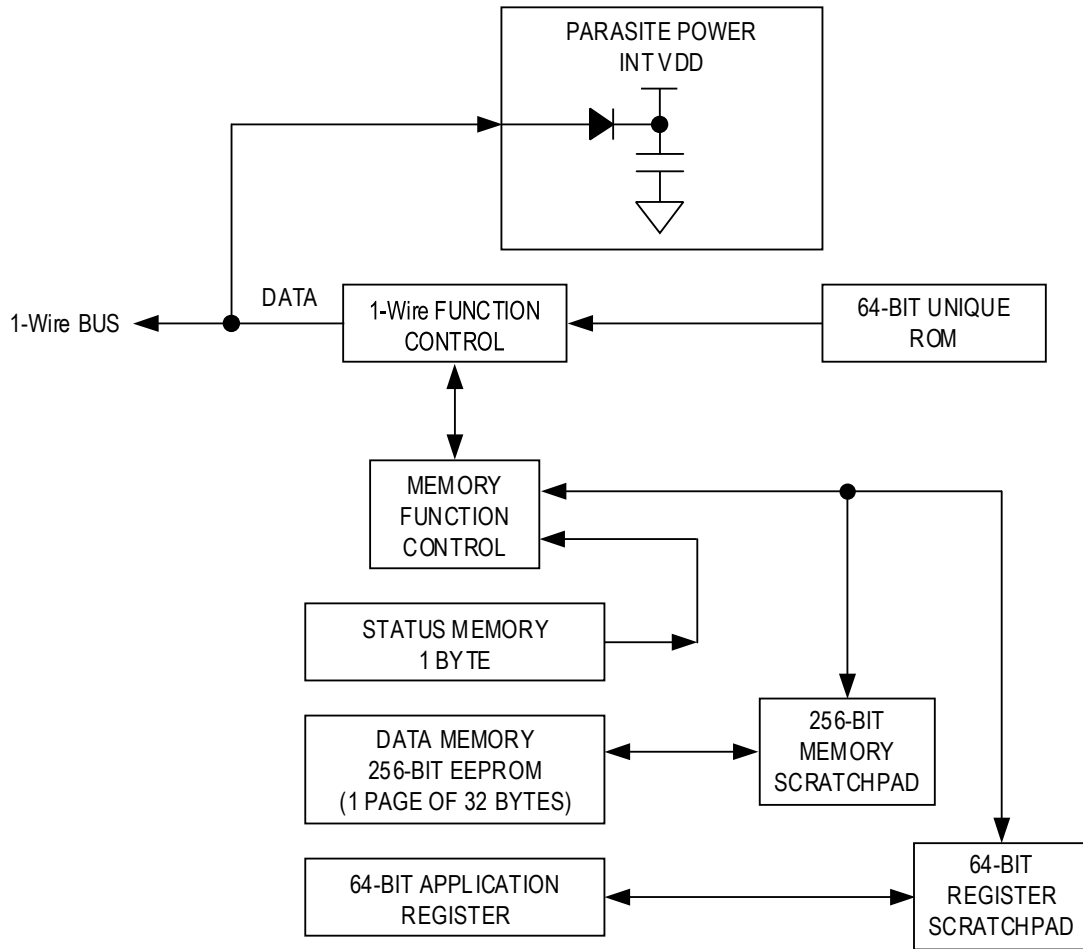 PARASITE POWER
INT VDD
DATA
1-Wire BUS
1-Wire FUNCTION
CONTROL
64-BIT UNIQUE
ROM
MEMORY
FUNCTION
CONTROL
STATUS MEMORY
1 BYTE
DATA MEMORY
256-BIT EEPROM
(1 PAGE OF 32 BYTES)
256-BIT
MEMORY
SCRATCHPAD
64-BIT APPLICATION
REGISTER
64-BIT
REGISTER
SCRATCHPAD